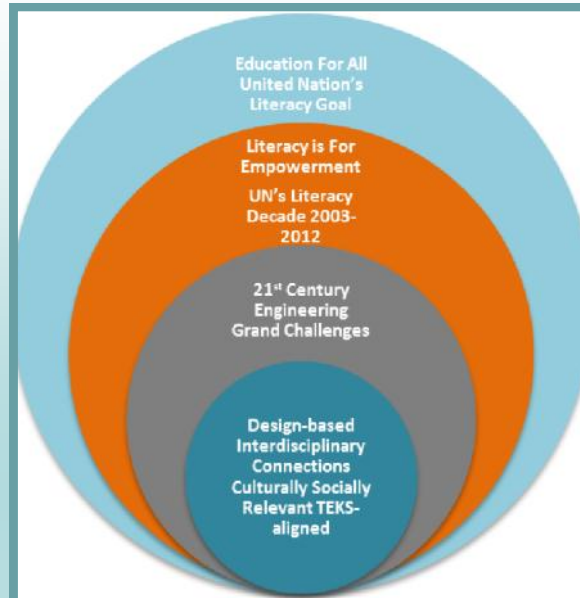 Education For All
United Nation's
Literacy Goal
Literacy is For
Empowerment
UN's Literacy
Decade 2003-
2012
21st Century
Engineering
Grand Challenges
Design-based
Interdisciplinary
Connections
Culturally Socially
Relevant TEKS-
aligned